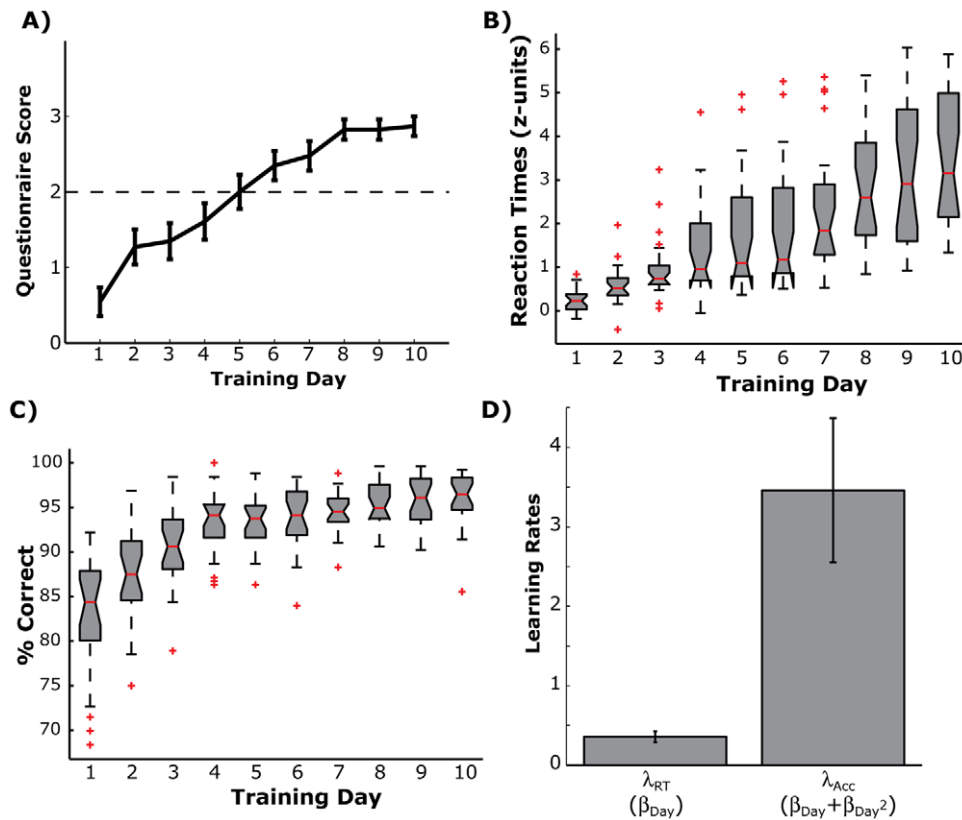 A)
Questionraire Score
3
2
1
0
1 2 3 4 5 6 7 8 9 10
Training Day
B)
Reaction Times (z-units)
6
5
4
3
2
1
0
1 2 3 4 5 6 7 8 9 10
Training Day
C)
% Correct
100
95
90
85
80
75
70
1 2 3 4 5 6 7 8 9 10
Training Day
D)
Learning Rates
4
3
2
1
0
λRT
(βDay)
λAcc
(βDay+βDay²)